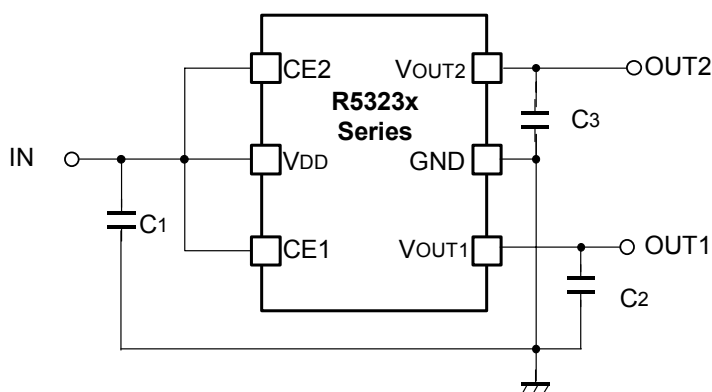 CE2
VOUT2
OUT2
R5323x
Series
C3
IN
VDD
GND
C1
CE1
VOUT1
OUT1
C2